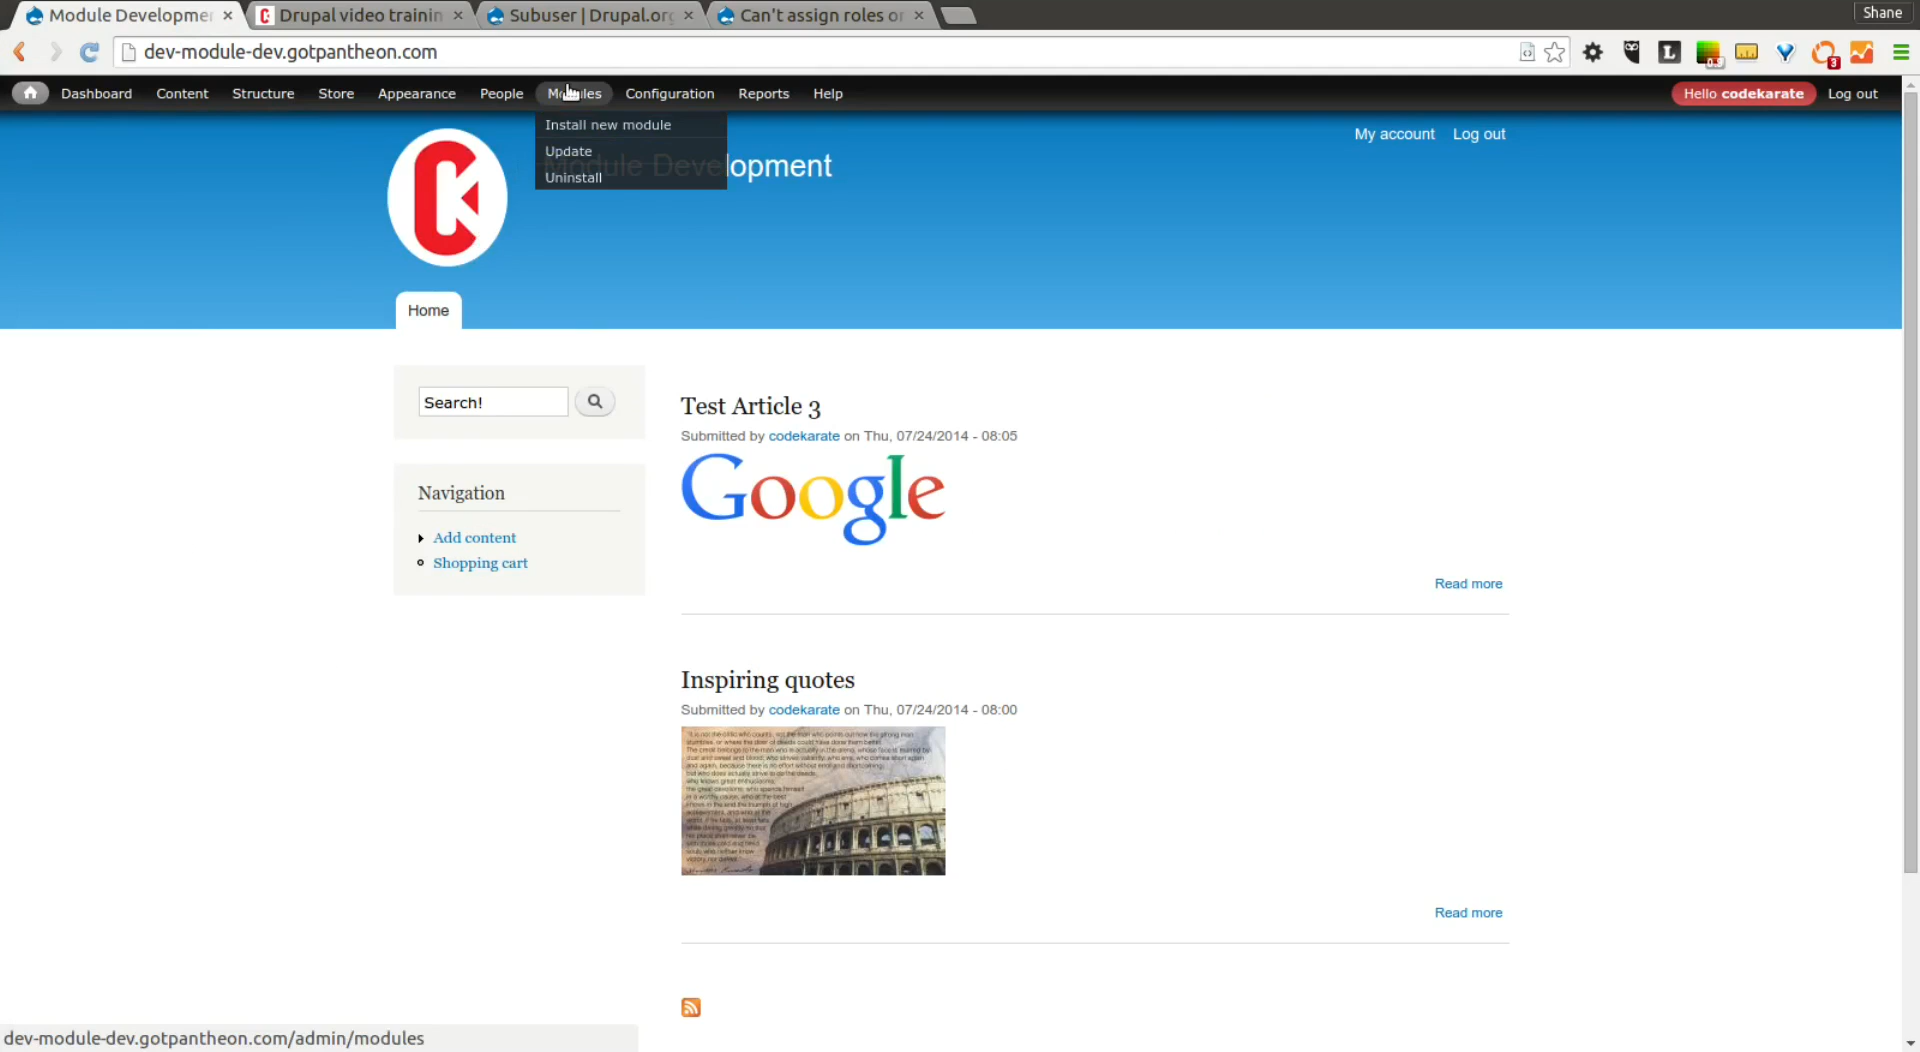 Module Developmen
Drupal video trainin
Subuser | Drupal.org
Can't assign roles or
Shane
dev-module-dev.gotpantheon.com
Dashboard Content Structure Store Appearance People Modules Configuration Reports Help
Hello codekarate Log out
Install new module
Update
Uninstall
Module Development
My account Log out
Home
Search!
Navigation
Add content
Shopping cart
Test Article 3
Submitted by codekarate on Thu, 07/24/2014 - 08:05
Google
Read more
Inspiring quotes
Submitted by codekarate on Thu, 07/24/2014 - 08:00
Read more
dev-module-dev.gotpantheon.com/admin/modules